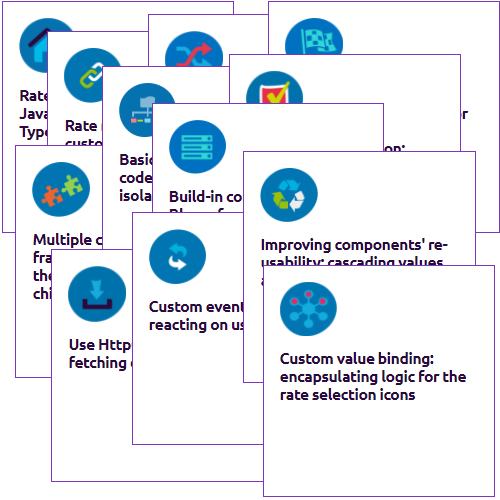 Rate
Java
Type
Rate
custo
or
on:
Basic
code
isola
Build-in co
Multiple c
fra
the
chi
Improving components' re-
usability: cascading values
Custom event
reacting on us
Use Http
fetching
Custom value binding:
encapsulating logic for the
rate selection icons